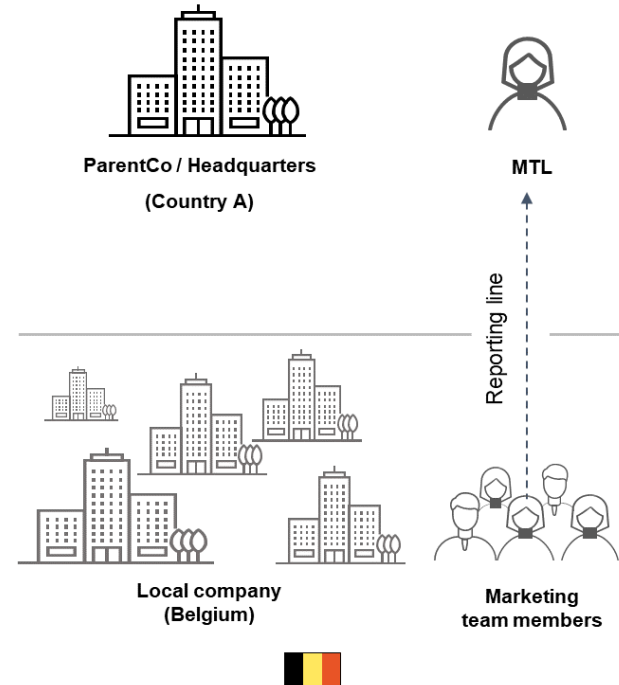 ParentCo / Headquarters
(Country A)
MTL
Reporting line
Local company
(Belgium)
Marketing
team members